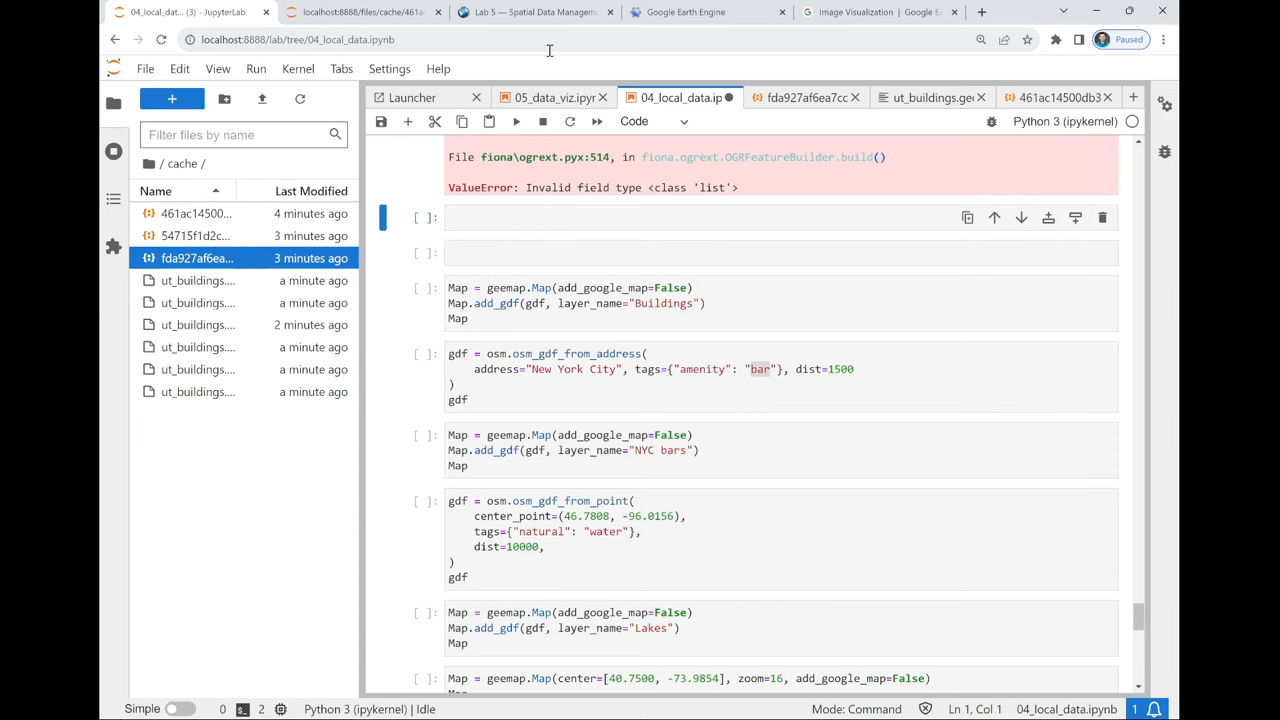 04_local_dat... (3) - JupyterLab
localhost:8888/files/cache/461a
Lab 5 — Spatial Data Manageme
Google Earth Engine
Image Visualization | Google Ea
localhost:8888/lab/tree/04_local_data.ipynb
Paused
File Edit View Run Kernel Tabs Settings Help
Launcher
05_data_viz.ipyr
04_local_data.ip
fda927af6ea7cc
ut_buildings.ge
461ac14500db3
Code
Python 3 (ipykernel)
Filter files by name
/ cache /
Name Last Modified
461ac14500... 4 minutes ago
54715f1d2c... 3 minutes ago
fda927af6ea... 3 minutes ago
ut_buildings.... a minute ago
ut_buildings.... a minute ago
ut_buildings.... 2 minutes ago
ut_buildings.... a minute ago
ut_buildings.... a minute ago
ut_buildings.... a minute ago
File fiona\ogrext.pyx:514, in fiona.ogrext.OGRFeatureBuilder.build()
ValueError: Invalid field type <class 'list'>
[ ]:
[ ]:
[ ]: Map = geemap.Map(add_google_map=False)
Map.add_gdf(gdf, layer_name="Buildings")
Map
[ ]: gdf = osm.osm_gdf_from_address(
address="New York City", tags={"amenity": "bar"}, dist=1500
)
gdf
[ ]: Map = geemap.Map(add_google_map=False)
Map.add_gdf(gdf, layer_name="NYC bars")
Map
[ ]: gdf = osm.osm_gdf_from_point(
center_point=(46.7808, -96.0156),
tags={"natural": "water"},
dist=10000,
)
gdf
[ ]: Map = geemap.Map(add_google_map=False)
Map.add_gdf(gdf, layer_name="Lakes")
Map
[ ]: Map = geemap.Map(center=[40.7500, -73.9854], zoom=16, add_google_map=False)
Simple 0 2 Python 3 (ipykernel) | Idle Mode: Command Ln 1, Col 1 04_local_data.ipynb 1